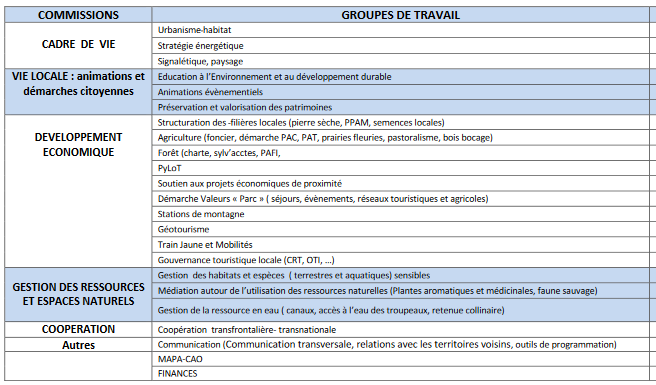 COMMISSIONS
GROUPES DE TRAVAIL
CADRE DE VIE
Urbanisme-habitat
Stratégie énergétique
Signalétique, paysage
VIE LOCALE : animations et
démarches citoyennes
Education à l'Environnement et au développement durable
Animations évènementiels
Préservation et valorisation des patrimoines
DEVELOPPEMENT
ECONOMIQUE
Structuration des -filières locales (pierre sèche, PPAM, semences locales)
Agriculture (foncier, démarche PAC, PAT, prairies fleuries, pastoralisme, bois bocage)
Forêt (charte, sylv'acctes, PAFI,
PyLoT
Soutien aux projets économiques de proximité
Démarche Valeurs « Parc » ( séjours, évènements, réseaux touristiques et agricoles)
Stations de montagne
Géotourisme
Train Jaune et Mobilités
Gouvernance touristique locale (CRT, OTI, …)
GESTION DES RESSOURCES
ET ESPACES NATURELS
Gestion des habitats et espèces ( terrestres et aquatiques) sensibles
Médiation autour de l'utilisation des ressources naturelles (Plantes aromatiques et médicinales, faune sauvage)
Gestion de la ressource en eau ( canaux, accès à l'eau des troupeaux, retenue collinaire)
COOPERATION
Coopération transfrontalière- transnationale
Autres
Communication (Communication transversale, relations avec les territoires voisins, outils de programmation)
MAPA-CAO
FINANCES